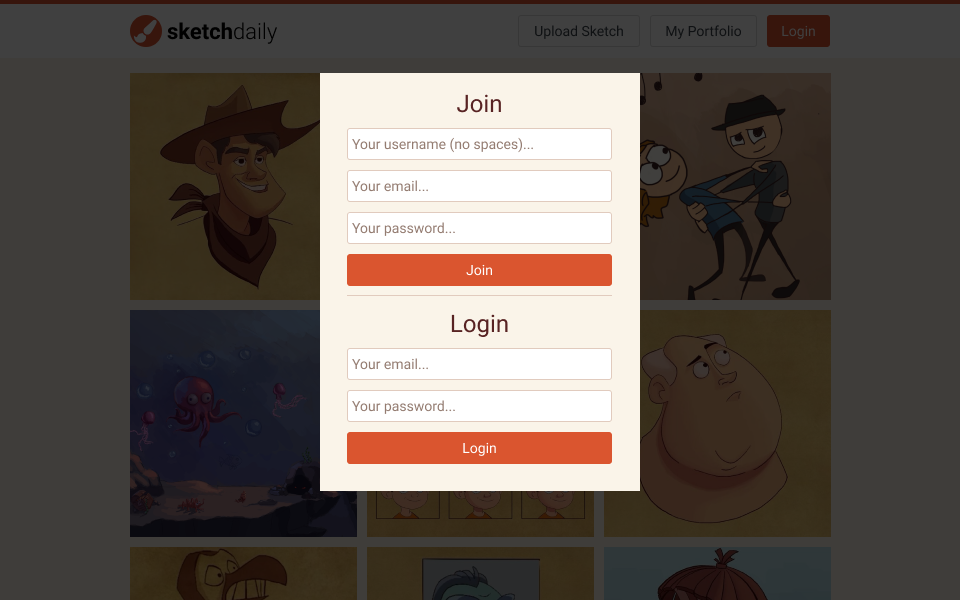 sketchdaily
Upload Sketch
My Portfolio
Login
Join
Your username (no spaces)...
Your email...
Your password...
Join
Login
Your email...
Your password...
Login